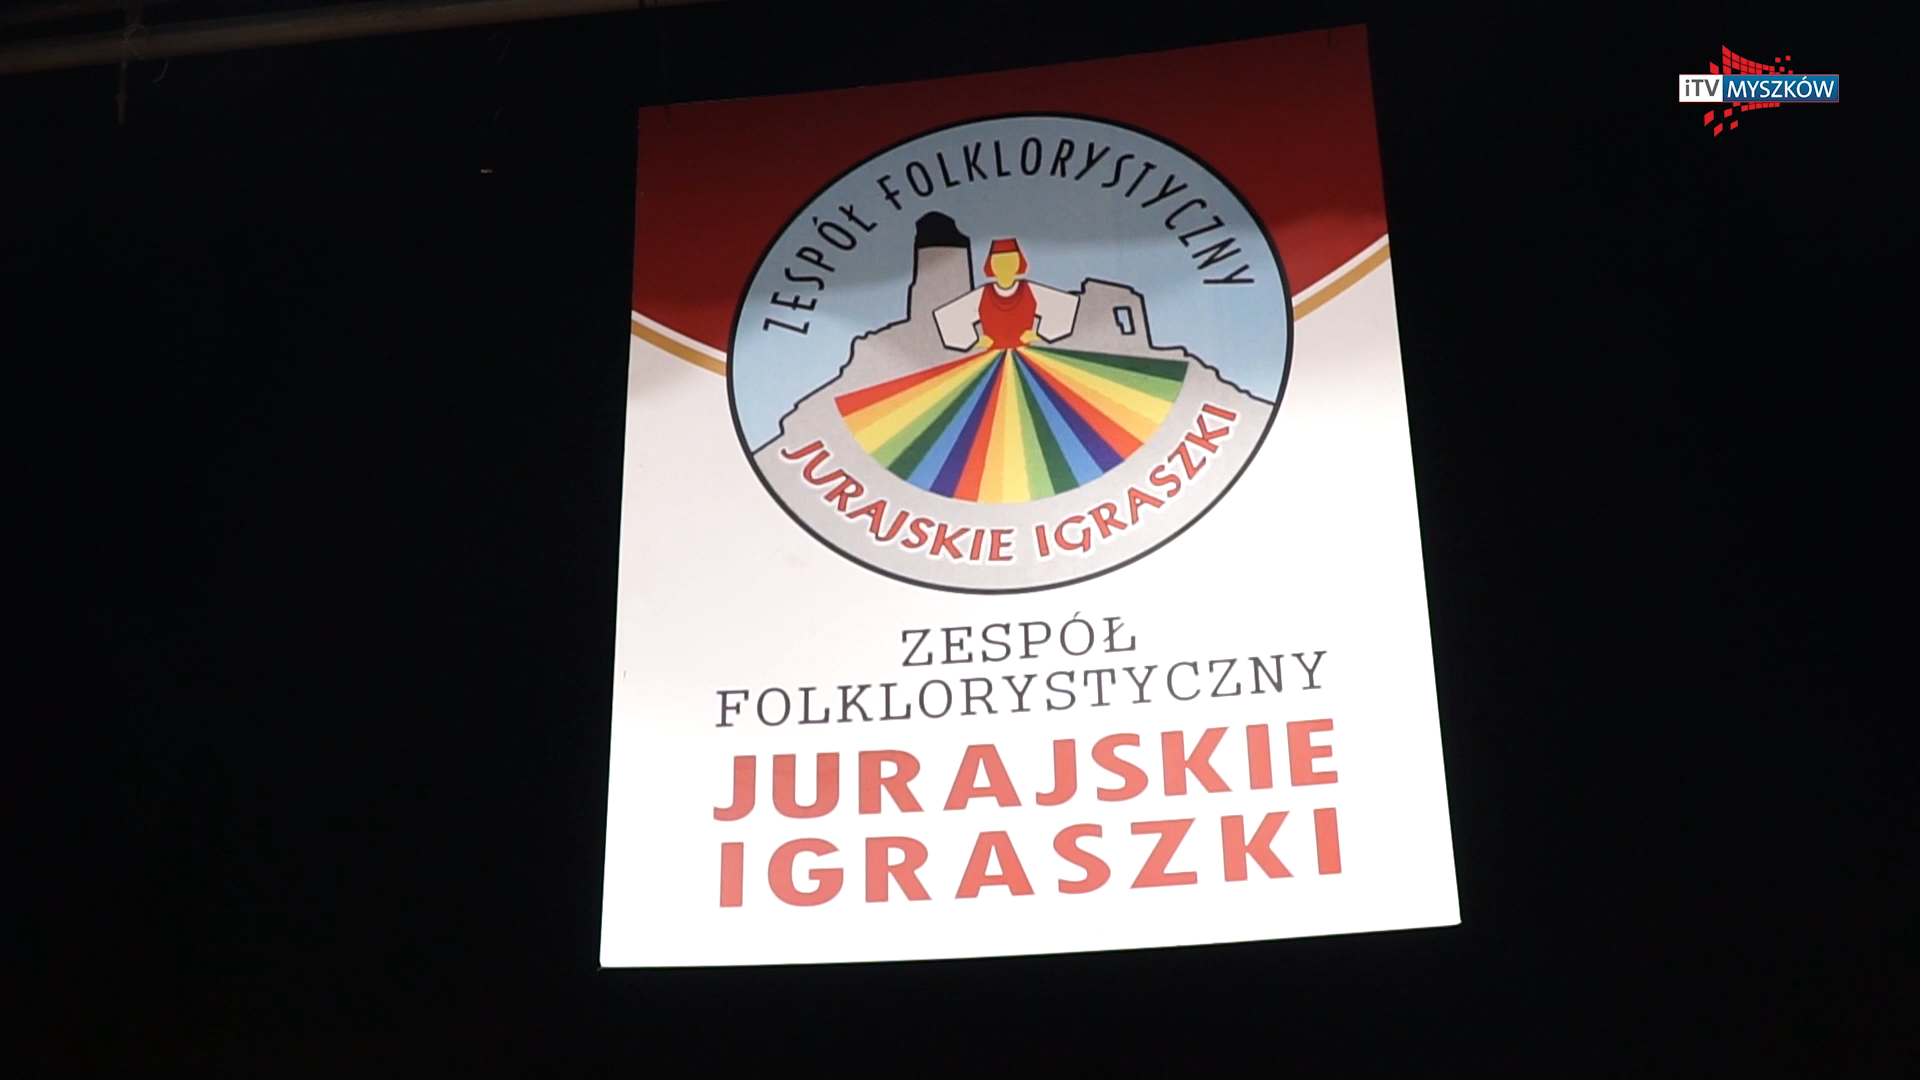 iTV MYSZKÓW
ZESPÓŁ FOLKLORYSTYCZNY
JURAJSKIE IGRASZKI
ZESPÓŁ
FOLKLORYSTYCZNY
JURAJSKIE
IGRASZKI